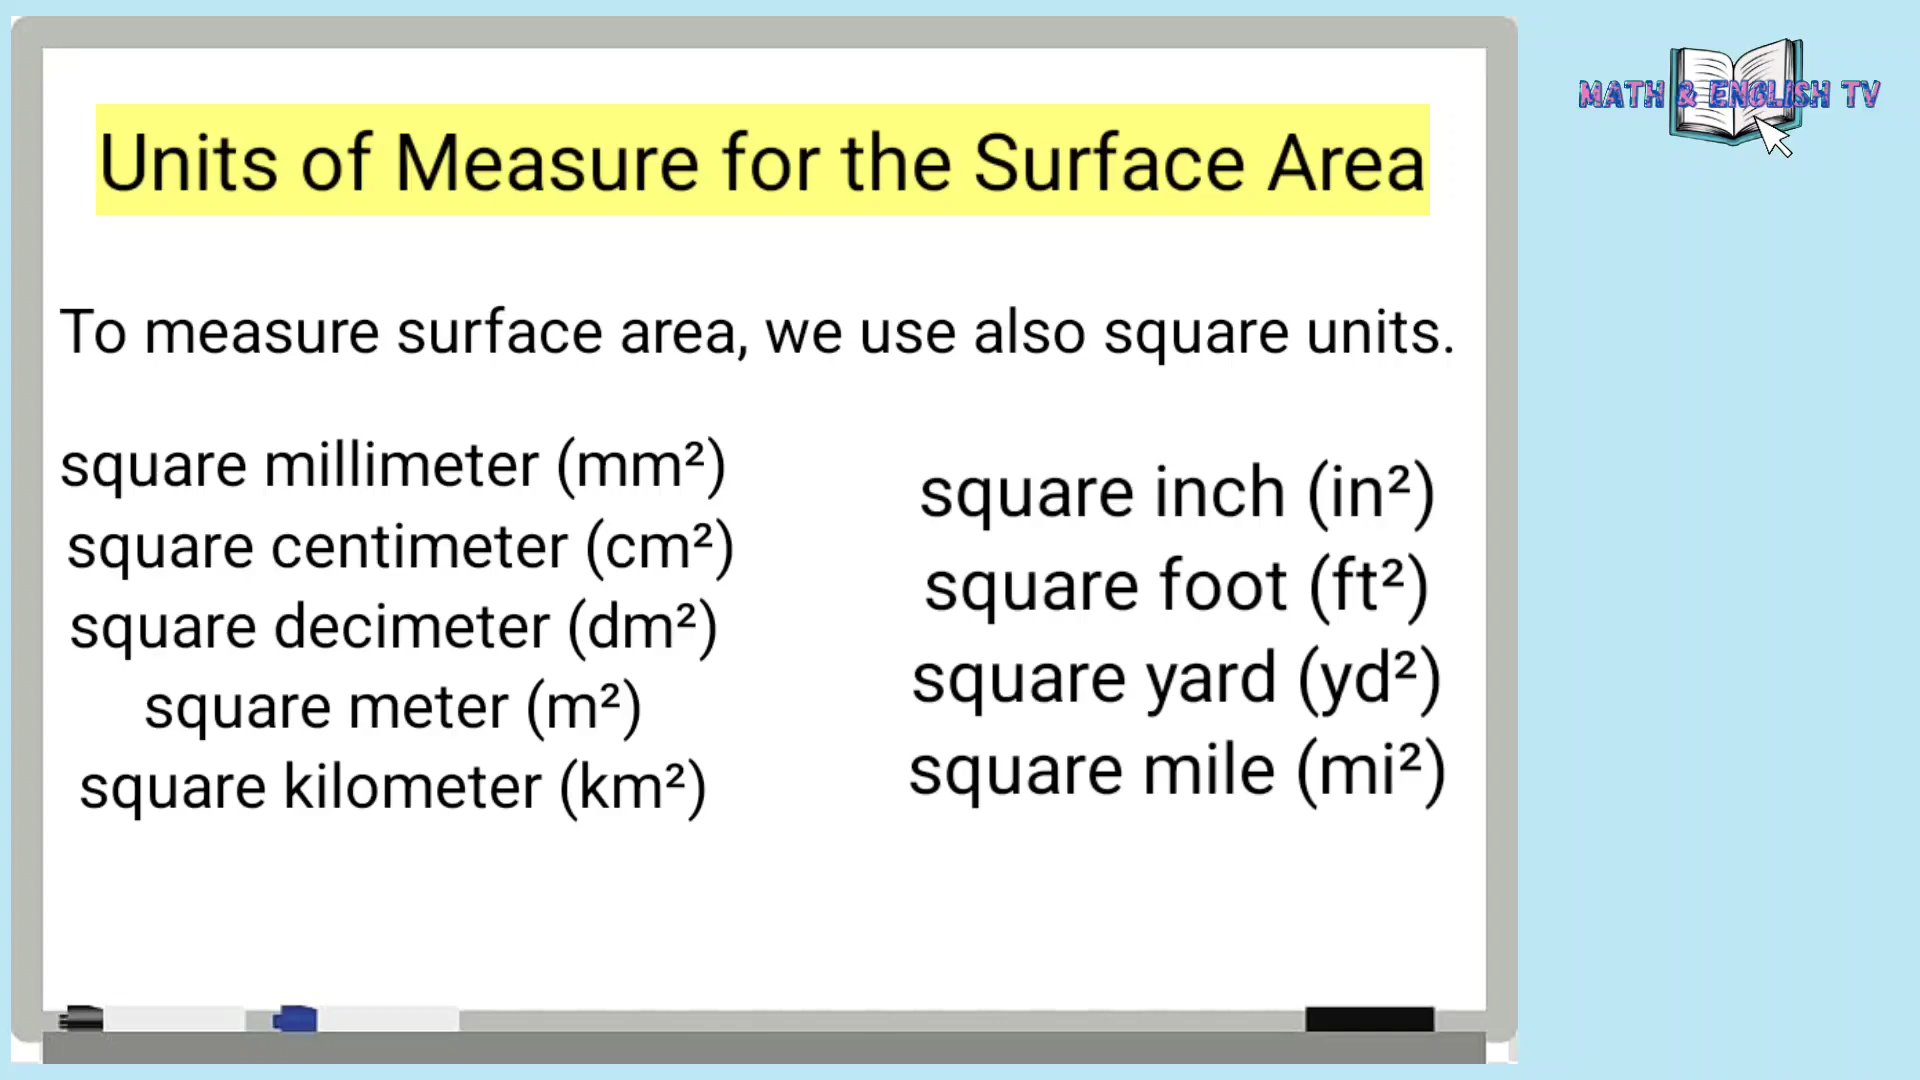 Units of Measure for the Surface Area
MATH & ENGLISH TV
To measure surface area, we use also square units.
square millimeter (mm²)
square centimeter (cm²)
square decimeter (dm²)
square meter (m²)
square kilometer (km²)
square inch (in²)
square foot (ft²)
square yard (yd²)
square mile (mi²)